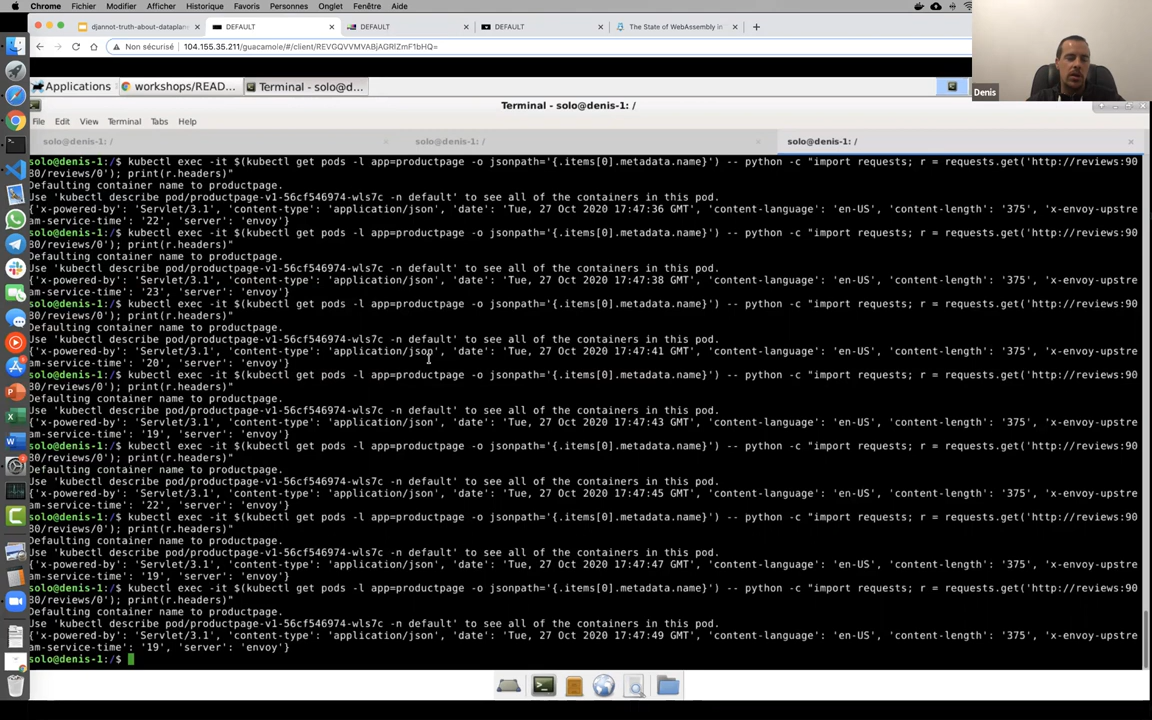 Chrome Fichier Modifier Afficher Historique Favoris Personnes Onglet Fenêtre Aide
djannot-truth-about-dataplan × DEFAULT × DEFAULT × DEFAULT × The State of WebAssembly in × +
Non sécurisé 104.155.35.211/guacamole/#/client/REVGQVVMVABjAGRlZmF1bHQ=
Denis
Applications workshops/READ... Terminal - solo@d...
Terminal - solo@denis-1: /
File Edit View Terminal Tabs Help
solo@denis-1: / × solo@denis-1: / × solo@denis-1: / ×
solo@denis-1:/$ kubectl exec -it $(kubectl get pods -l app=productpage -o jsonpath='{.items[0].metadata.name}') -- python -c "import requests; r = requests.get('http://reviews:90
80/reviews/0'); print(r.headers)"
Defaulting container name to productpage.
Use 'kubectl describe pod/productpage-v1-56cf546974-wls7c -n default' to see all of the containers in this pod.
{'x-powered-by': 'Servlet/3.1', 'content-type': 'application/json', 'date': 'Tue, 27 Oct 2020 17:47:36 GMT', 'content-language': 'en-US', 'content-length': '375', 'x-envoy-upstre
am-service-time': '22', 'server': 'envoy'}
solo@denis-1:/$ kubectl exec -it $(kubectl get pods -l app=productpage -o jsonpath='{.items[0].metadata.name}') -- python -c "import requests; r = requests.get('http://reviews:90
80/reviews/0'); print(r.headers)"
Defaulting container name to productpage.
Use 'kubectl describe pod/productpage-v1-56cf546974-wls7c -n default' to see all of the containers in this pod.
{'x-powered-by': 'Servlet/3.1', 'content-type': 'application/json', 'date': 'Tue, 27 Oct 2020 17:47:38 GMT', 'content-language': 'en-US', 'content-length': '375', 'x-envoy-upstre
am-service-time': '23', 'server': 'envoy'}
solo@denis-1:/$ kubectl exec -it $(kubectl get pods -l app=productpage -o jsonpath='{.items[0].metadata.name}') -- python -c "import requests; r = requests.get('http://reviews:90
80/reviews/0'); print(r.headers)"
Defaulting container name to productpage.
Use 'kubectl describe pod/productpage-v1-56cf546974-wls7c -n default' to see all of the containers in this pod.
{'x-powered-by': 'Servlet/3.1', 'content-type': 'application/json', 'date': 'Tue, 27 Oct 2020 17:47:41 GMT', 'content-language': 'en-US', 'content-length': '375', 'x-envoy-upstre
am-service-time': '20', 'server': 'envoy'}
solo@denis-1:/$ kubectl exec -it $(kubectl get pods -l app=productpage -o jsonpath='{.items[0].metadata.name}') -- python -c "import requests; r = requests.get('http://reviews:90
80/reviews/0'); print(r.headers)"
Defaulting container name to productpage.
Use 'kubectl describe pod/productpage-v1-56cf546974-wls7c -n default' to see all of the containers in this pod.
{'x-powered-by': 'Servlet/3.1', 'content-type': 'application/json', 'date': 'Tue, 27 Oct 2020 17:47:43 GMT', 'content-language': 'en-US', 'content-length': '375', 'x-envoy-upstre
am-service-time': '19', 'server': 'envoy'}
solo@denis-1:/$ kubectl exec -it $(kubectl get pods -l app=productpage -o jsonpath='{.items[0].metadata.name}') -- python -c "import requests; r = requests.get('http://reviews:90
80/reviews/0'); print(r.headers)"
Defaulting container name to productpage.
Use 'kubectl describe pod/productpage-v1-56cf546974-wls7c -n default' to see all of the containers in this pod.
{'x-powered-by': 'Servlet/3.1', 'content-type': 'application/json', 'date': 'Tue, 27 Oct 2020 17:47:45 GMT', 'content-language': 'en-US', 'content-length': '375', 'x-envoy-upstre
am-service-time': '22', 'server': 'envoy'}
solo@denis-1:/$ kubectl exec -it $(kubectl get pods -l app=productpage -o jsonpath='{.items[0].metadata.name}') -- python -c "import requests; r = requests.get('http://reviews:90
80/reviews/0'); print(r.headers)"
Defaulting container name to productpage.
Use 'kubectl describe pod/productpage-v1-56cf546974-wls7c -n default' to see all of the containers in this pod.
{'x-powered-by': 'Servlet/3.1', 'content-type': 'application/json', 'date': 'Tue, 27 Oct 2020 17:47:47 GMT', 'content-language': 'en-US', 'content-length': '375', 'x-envoy-upstre
am-service-time': '19', 'server': 'envoy'}
solo@denis-1:/$ kubectl exec -it $(kubectl get pods -l app=productpage -o jsonpath='{.items[0].metadata.name}') -- python -c "import requests; r = requests.get('http://reviews:90
80/reviews/0'); print(r.headers)"
Defaulting container name to productpage.
Use 'kubectl describe pod/productpage-v1-56cf546974-wls7c -n default' to see all of the containers in this pod.
{'x-powered-by': 'Servlet/3.1', 'content-type': 'application/json', 'date': 'Tue, 27 Oct 2020 17:47:49 GMT', 'content-language': 'en-US', 'content-length': '375', 'x-envoy-upstre
am-service-time': '19', 'server': 'envoy'}
solo@denis-1:/$